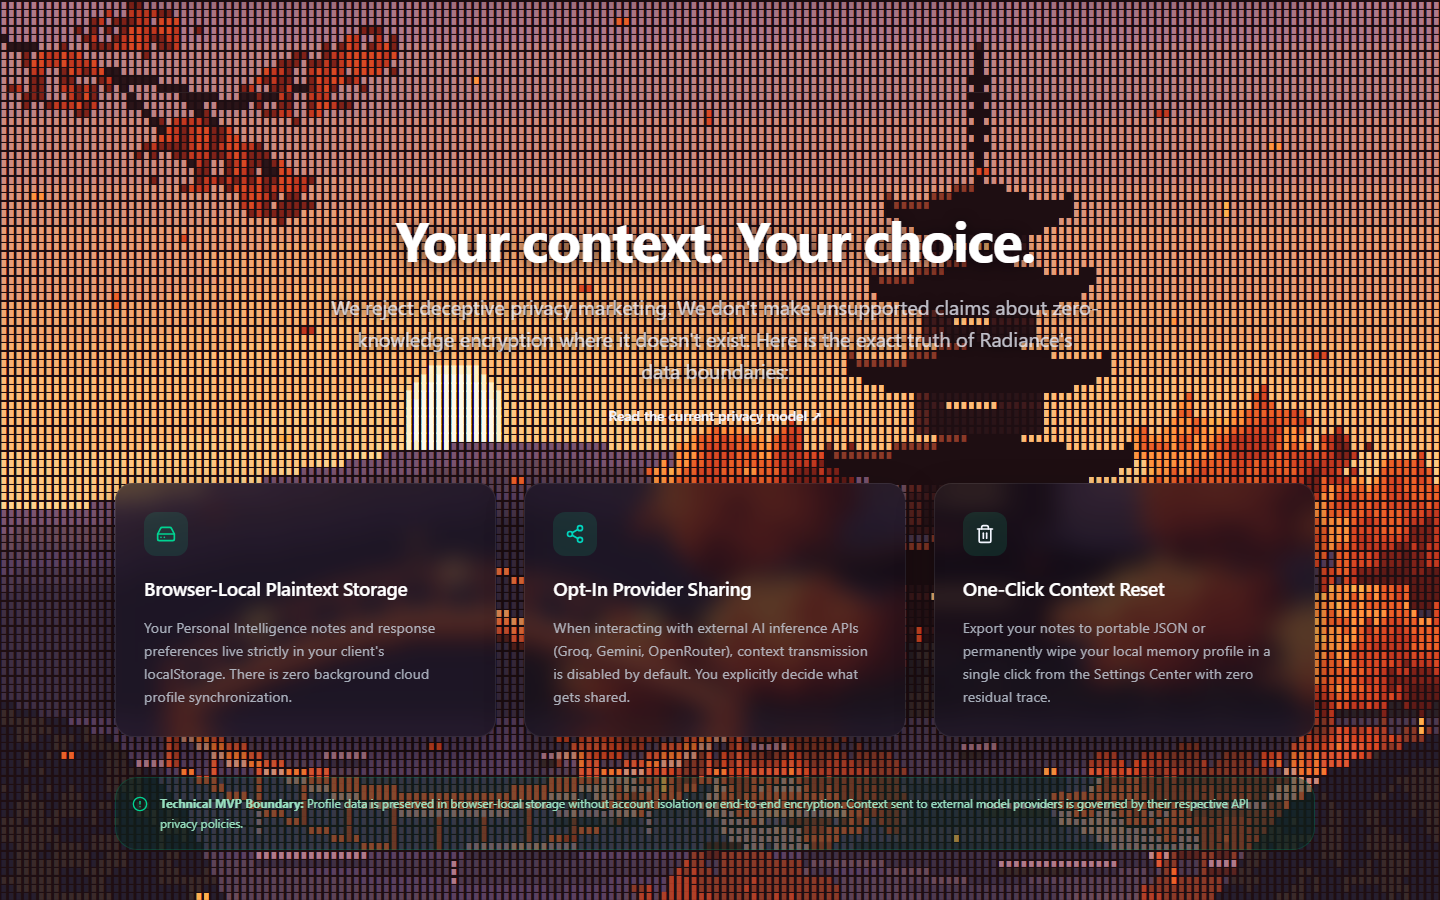 Your context. Your choice.
We reject deceptive privacy marketing. We don't make unsupported claims about zero-
knowledge encryption where it doesn't exist. Here is the exact truth of Radiance's
data boundaries:
Read the current privacy model ↗
Browser-Local Plaintext Storage
Your Personal Intelligence notes and response
preferences live strictly in your client's
localStorage. There is zero background cloud
profile synchronization.
Opt-In Provider Sharing
When interacting with external AI inference APIs
(Groq, Gemini, OpenRouter), context transmission
is disabled by default. You explicitly decide what
gets shared.
One-Click Context Reset
Export your notes to portable JSON or
permanently wipe your local memory profile in a
single click from the Settings Center with zero
residual trace.
Technical MVP Boundary: Profile data is preserved in browser-local storage without account isolation or end-to-end encryption. Context sent to external model providers is governed by their respective API
privacy policies.